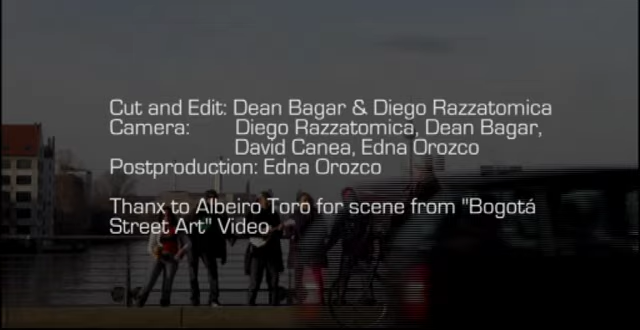 Cut and Edit: Dean Bagar & Diego Razzatomica
Camera: Diego Razzatomica, Dean Bagar,
David Canea, Edna Orozco
Postproduction: Edna Orozco
Thanx to Albeiro Toro for scene from "Bogotá
Street Art" Video